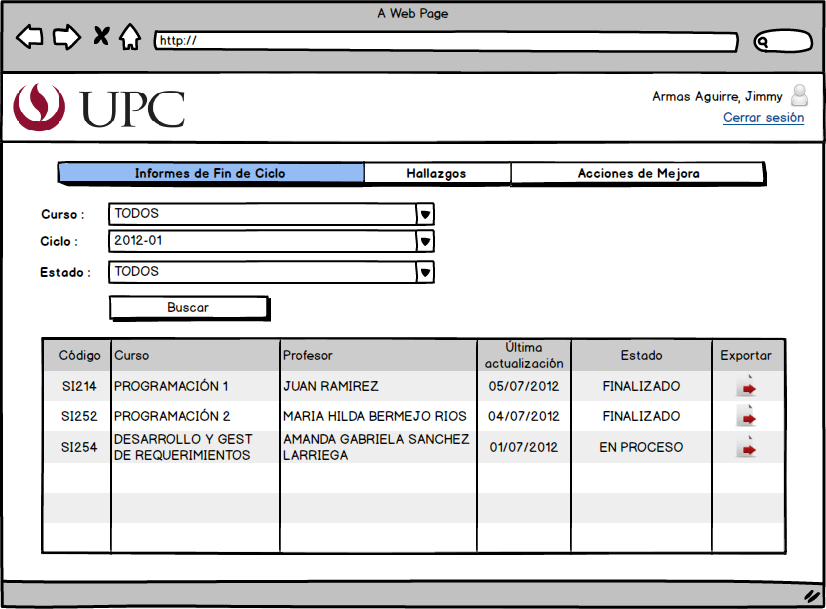 A Web Page
http://
UPC
Armas Aguirre, Jimmy
Cerrar sesión
Informes de Fin de Ciclo Hallazgos Acciones de Mejora
Curso : TODOS
Ciclo : 2012-01
Estado : TODOS
Buscar
Código Curso Profesor Última actualización Estado Exportar
SI214 PROGRAMACIÓN 1 JUAN RAMIREZ 05/07/2012 FINALIZADO
SI252 PROGRAMACIÓN 2 MARIA HILDA BERMEJO RIOS 04/07/2012 FINALIZADO
SI254 DESARROLLO Y GEST DE REQUERIMIENTOS AMANDA GABRIELA SANCHEZ LARRIEGA 01/07/2012 EN PROCESO